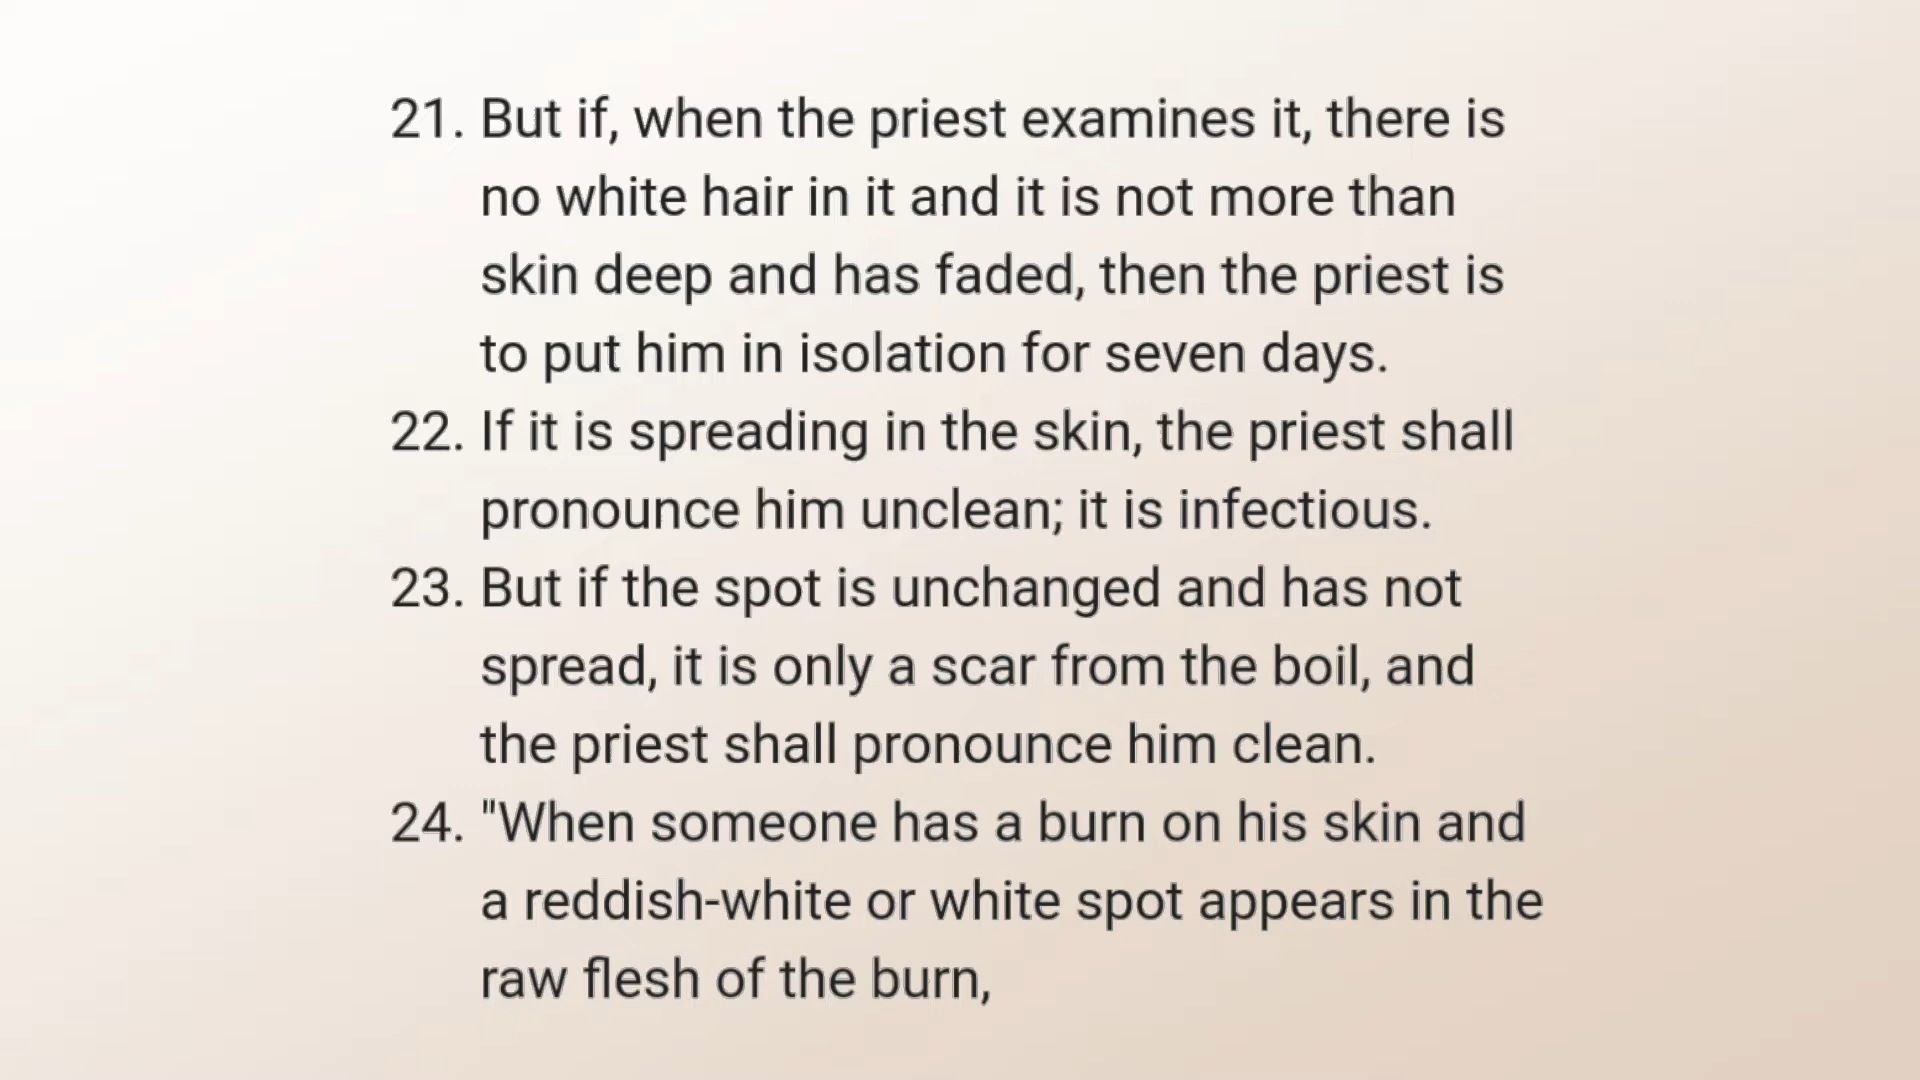 21. But if, when the priest examines it, there is
no white hair in it and it is not more than
skin deep and has faded, then the priest is
to put him in isolation for seven days.
22. If it is spreading in the skin, the priest shall
pronounce him unclean; it is infectious.
23. But if the spot is unchanged and has not
spread, it is only a scar from the boil, and
the priest shall pronounce him clean.
24. "When someone has a burn on his skin and
a reddish-white or white spot appears in the
raw flesh of the burn,